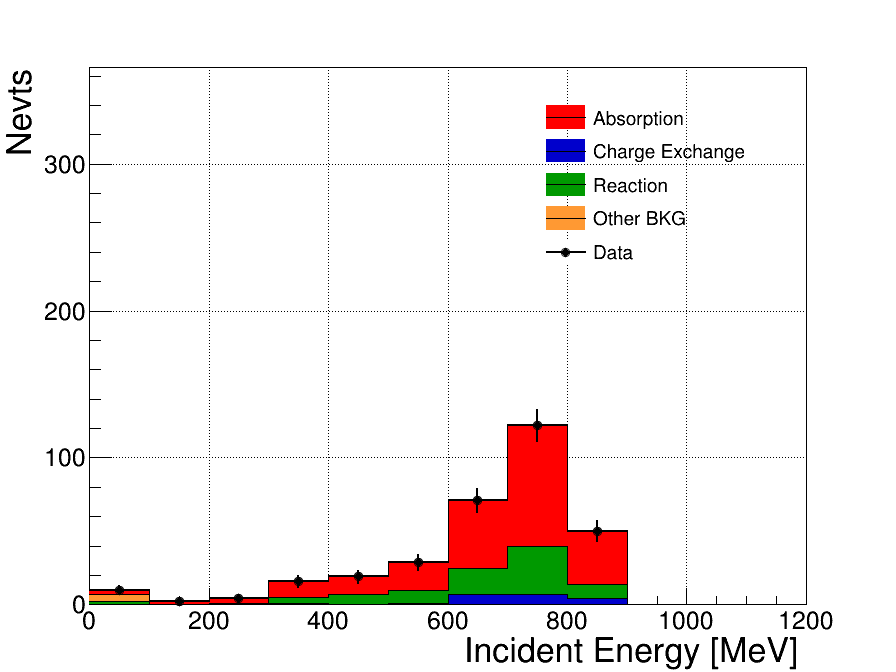 Nevts
300
200
100
0
Absorption
Charge Exchange
Reaction
Other BKG
Data
0 200 400 600 800 1000 1200
Incident Energy [MeV]